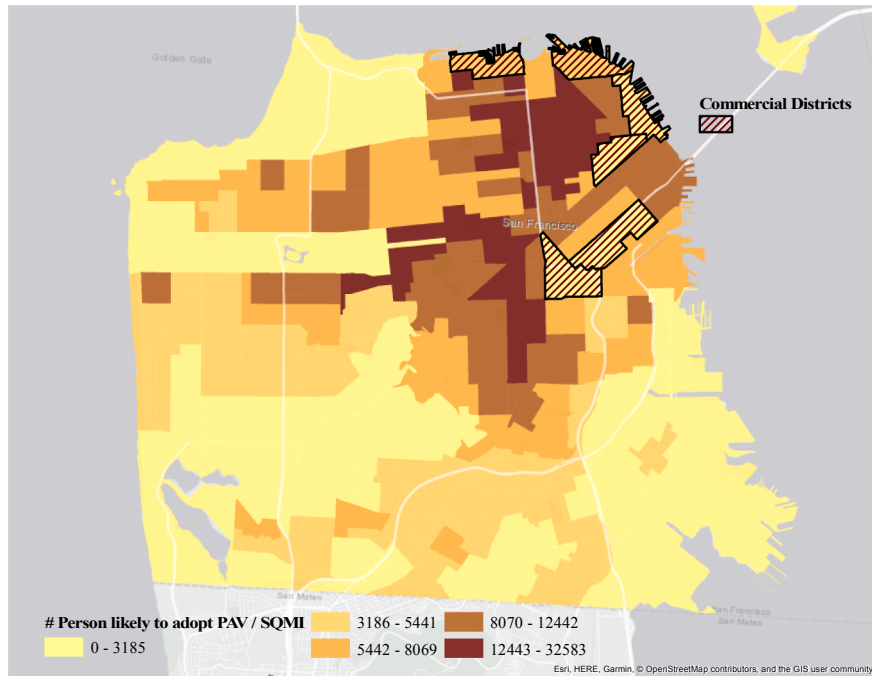 Golden Gate
Commercial Districts
San Francisco
San Mateo
San Francisco
San Mateo
# Person likely to adopt PAV / SQMI
0 - 3185
3186 - 5441
5442 - 8069
8070 - 12442
12443 - 32583
Esri, HERE, Garmin, © OpenStreetMap contributors, and the GIS user community